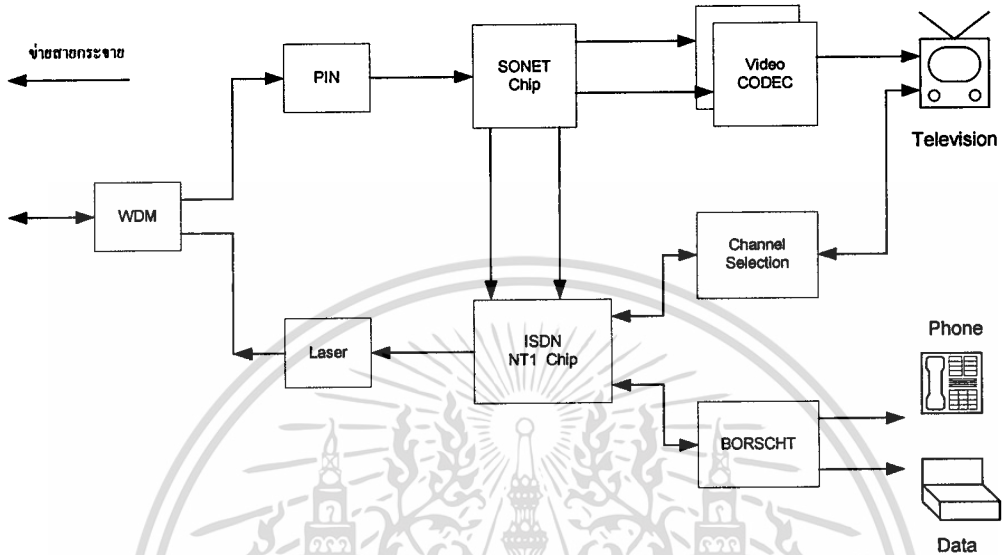 ข่ายสายกระจาย
PIN
SONET
Chip
Video
CODEC
Television
WDM
Channel
Selection
Laser
ISDN
NT1 Chip
Phone
BORSCHT
Data